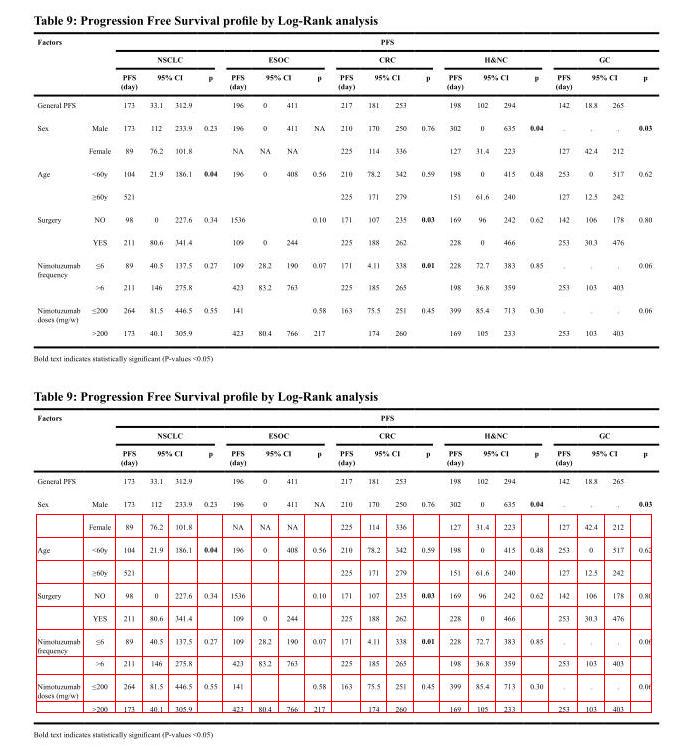 Table 9: Progression Free Survival profile by Log-Rank analysis
Factors PFS
NSCLC ESOC CRC H&NC GC
PFS (day) 95% CI p PFS (day) 95% CI p PFS (day) 95% CI p PFS (day) 95% CI p PFS (day) 95% CI p
General PFS 173 33.1 312.9 196 0 411 217 181 253 198 102 294 142 18.8 265
Sex Male 173 112 233.9 0.23 196 0 411 NA 210 170 250 0.76 302 0 635 0.04 . . . 0.03
Female 89 76.2 101.8 NA NA NA 225 114 336 127 31.4 223 127 42.4 212
Age <60y 104 21.9 186.1 0.04 196 0 408 0.56 210 78.2 342 0.59 198 0 415 0.48 253 0 517 0.62
≥60y 521 225 171 279 151 61.6 240 127 12.5 242
Surgery NO 98 0 227.6 0.34 1536 0.10 171 107 235 0.03 169 96 242 0.62 142 106 178 0.80
YES 211 80.6 341.4 109 0 244 225 188 262 228 0 466 253 30.3 476
Nimotuzumab frequency ≤6 89 40.5 137.5 0.27 109 28.2 190 0.07 171 4.11 338 0.01 228 72.7 383 0.85 . . . 0.06
>6 211 146 275.8 423 83.2 763 225 185 265 198 36.8 359 253 103 403
Nimotuzumab doses (mg/w) ≤200 264 81.5 446.5 0.55 141 0.58 163 75.5 251 0.45 399 85.4 713 0.30 . . . 0.06
>200 173 40.1 305.9 423 80.4 766 217 174 260 169 105 233 253 103 403
Bold text indicates statistically significant (P-values <0.05)
Table 9: Progression Free Survival profile by Log-Rank analysis
Factors PFS
NSCLC ESOC CRC H&NC GC
PFS (day) 95% CI p PFS (day) 95% CI p PFS (day) 95% CI p PFS (day) 95% CI p PFS (day) 95% CI p
General PFS 173 33.1 312.9 196 0 411 217 181 253 198 102 294 142 18.8 265
Sex Male 173 112 233.9 0.23 196 0 411 NA 210 170 250 0.76 302 0 635 0.04 . . . 0.03
Female 89 76.2 101.8 NA NA NA 225 114 336 127 31.4 223 127 42.4 212
Age <60y 104 21.9 186.1 0.04 196 0 408 0.56 210 78.2 342 0.59 198 0 415 0.48 253 0 517 0.62
≥60y 521 225 171 279 151 61.6 240 127 12.5 242
Surgery NO 98 0 227.6 0.34 1536 0.10 171 107 235 0.03 169 96 242 0.62 142 106 178 0.80
YES 211 80.6 341.4 109 0 244 225 188 262 228 0 466 253 30.3 476
Nimotuzumab frequency ≤6 89 40.5 137.5 0.27 109 28.2 190 0.07 171 4.11 338 0.01 228 72.7 383 0.85 . . . 0.06
>6 211 146 275.8 423 83.2 763 225 185 265 198 36.8 359 253 103 403
Nimotuzumab doses (mg/w) ≤200 264 81.5 446.5 0.55 141 0.58 163 75.5 251 0.45 399 85.4 713 0.30 . . . 0.06
>200 173 40.1 305.9 423 80.4 766 217 174 260 169 105 233 253 103 403
Bold text indicates statistically significant (P-values <0.05)